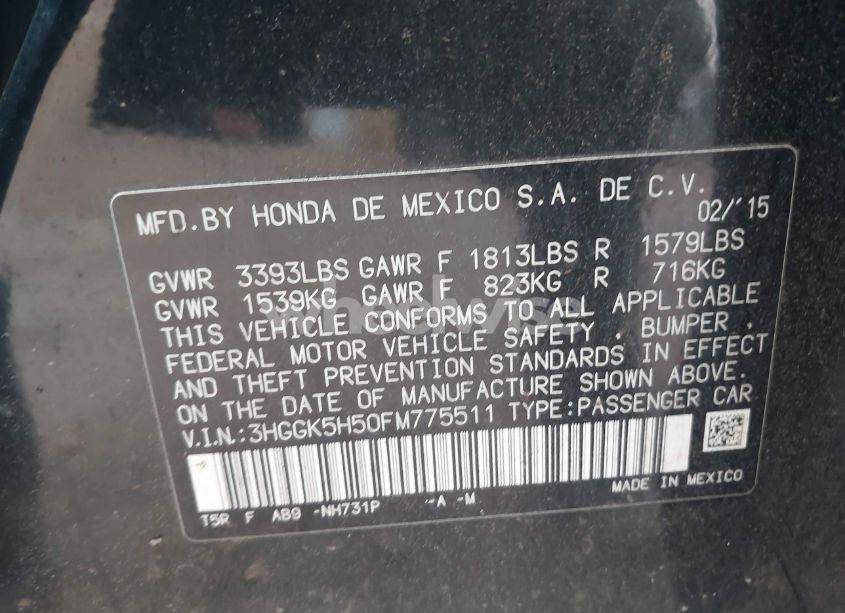 MFD.BY HONDA DE MEXICO S.A. DE C.V.
02/'15
GVWR 3393LBS GAWR F 1813LBS R 1579LBS
GVWR 1539KG GAWR F 823KG R 716KG
THIS VEHICLE CONFORMS TO ALL APPLICABLE
FEDERAL MOTOR VEHICLE SAFETY , BUMPER ,
AND THEFT PREVENTION STANDARDS IN EFFECT
ON THE DATE OF MANUFACTURE SHOWN ABOVE.
V.I.N.:3HGGK5H50FM775511 TYPE:PASSENGER CAR
MADE IN MEXICO
T5R F AB9 -NH731P -A -M